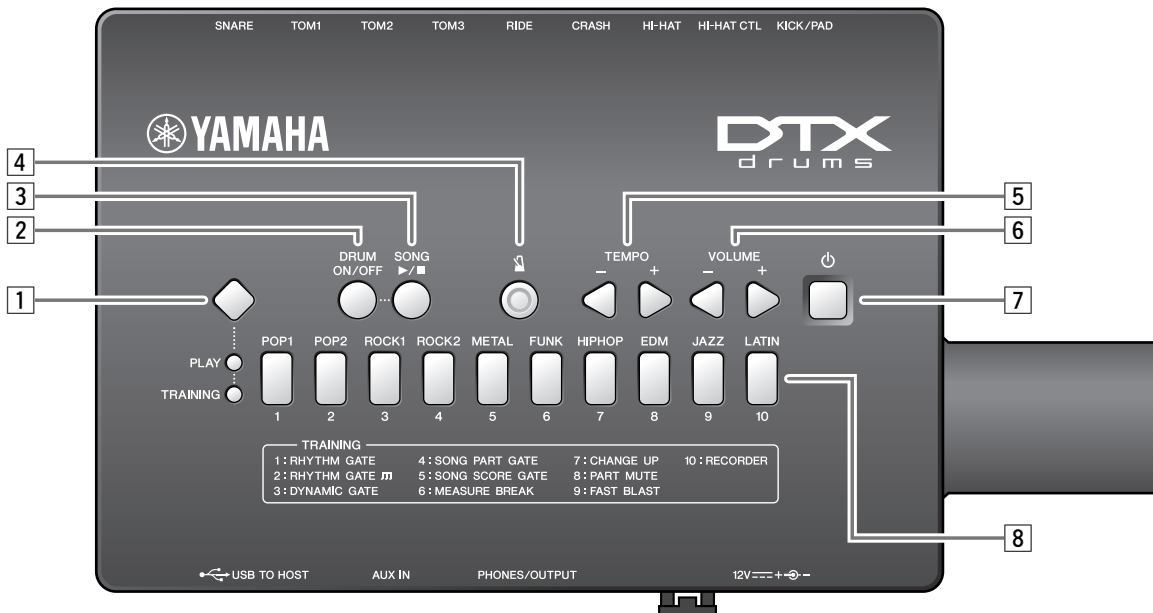 SNARE TOM1 TOM2 TOM3 RIDE CRASH HI-HAT HI-HAT CTL KICK/PAD
YAMAHA
DTX
drums
4
3
2
1
5
6
7
8
DRUM
ON/OFF
SONG
►/■
TEMPO
− +
VOLUME
− +
PLAY
TRAINING
POP1 POP2 ROCK1 ROCK2 METAL FUNK HIPHOP EDM JAZZ LATIN
1 2 3 4 5 6 7 8 9 10
TRAINING
1 : RHYTHM GATE
2 : RHYTHM GATE
3 : DYNAMIC GATE
4 : SONG PART GATE
5 : SONG SCORE GATE
6 : MEASURE BREAK
7 : CHANGE UP
8 : PART MUTE
9 : FAST BLAST
10 : RECORDER
USB TO HOST AUX IN PHONES/OUTPUT 12V + −